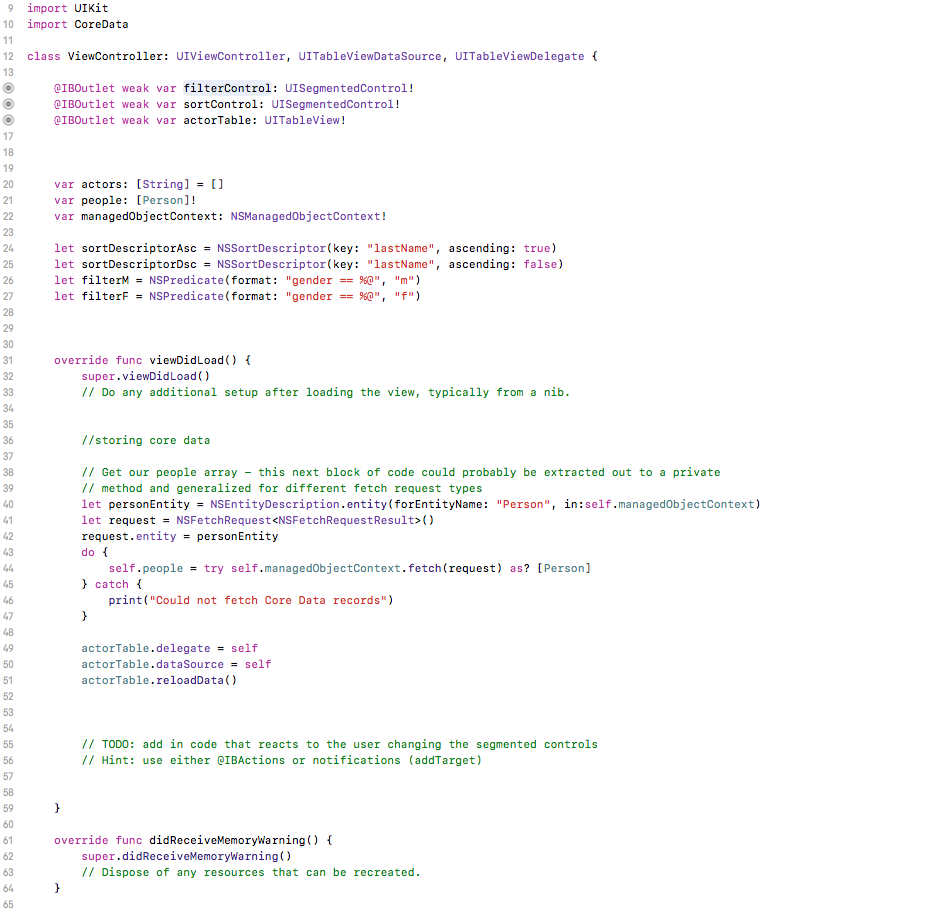 9 import UIKit
10 import CoreData
11
12 class ViewController: UIViewController, UITableViewDataSource, UITableViewDelegate {
13
@IBOutlet weak var filterControl: UISegmentedControl!
@IBOutlet weak var sortControl: UISegmentedControl!
@IBOutlet weak var actorTable: UITableView!
17
18
19
20 var actors: [String] = []
21 var people: [Person]!
22 var managedObjectContext: NSManagedObjectContext!
23
24 let sortDescriptorAsc = NSSortDescriptor(key: "lastName", ascending: true)
25 let sortDescriptorDsc = NSSortDescriptor(key: "lastName", ascending: false)
26 let filterM = NSPredicate(format: "gender == %@", "m")
27 let filterF = NSPredicate(format: "gender == %@", "f")
28
29
30
31 override func viewDidLoad() {
32 super.viewDidLoad()
33 // Do any additional setup after loading the view, typically from a nib.
34
35
36 //storing core data
37
38 // Get our people array – this next block of code could probably be extracted out to a private
39 // method and generalized for different fetch request types
40 let personEntity = NSEntityDescription.entity(forEntityName: "Person", in:self.managedObjectContext)
41 let request = NSFetchRequest<NSFetchRequestResult>()
42 request.entity = personEntity
43 do {
44 self.people = try self.managedObjectContext.fetch(request) as? [Person]
45 } catch {
46 print("Could not fetch Core Data records")
47 }
48
49 actorTable.delegate = self
50 actorTable.dataSource = self
51 actorTable.reloadData()
52
53
54
55 // TODO: add in code that reacts to the user changing the segmented controls
56 // Hint: use either @IBActions or notifications (addTarget)
57
58
59 }
60
61 override func didReceiveMemoryWarning() {
62 super.didReceiveMemoryWarning()
63 // Dispose of any resources that can be recreated.
64 }
65